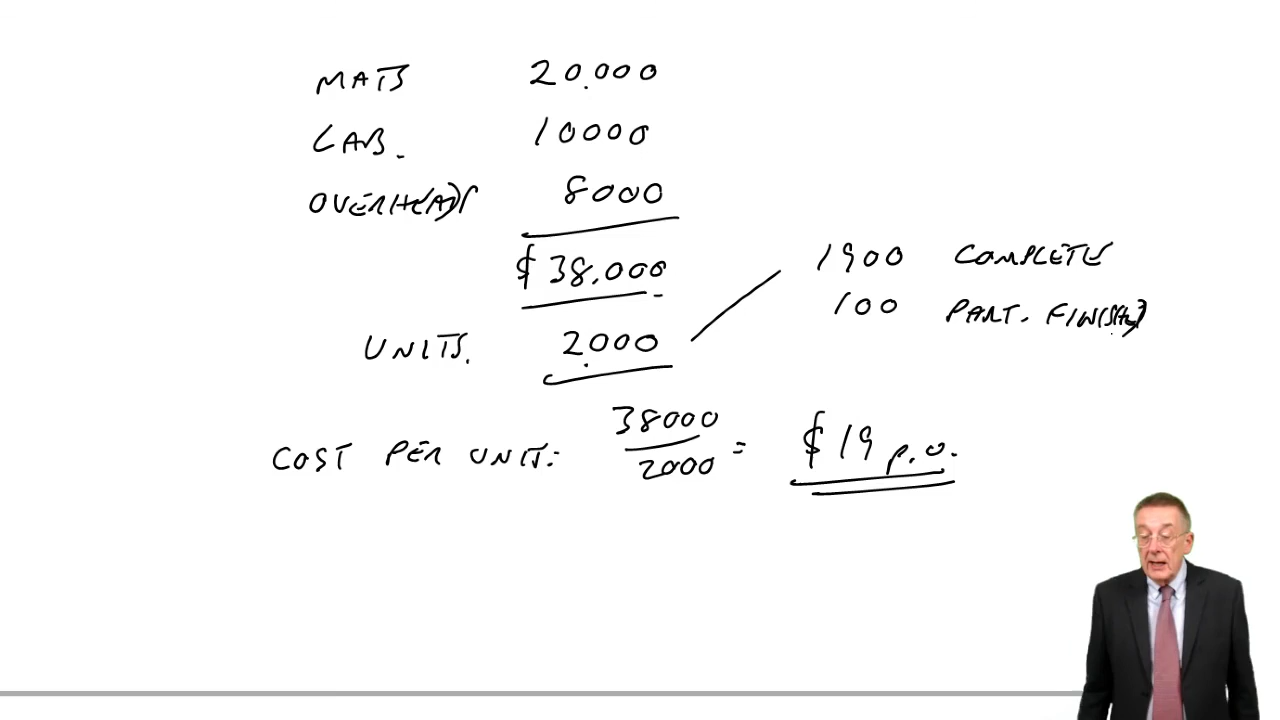 MATS 20.000
LAB. 10000
OVERHEADS 8000
$38.000
UNITS. 2000
1900 COMPLETE
100 PART. FINISHED
COST PER UNIT: 38000/2000 = $19 p.u.